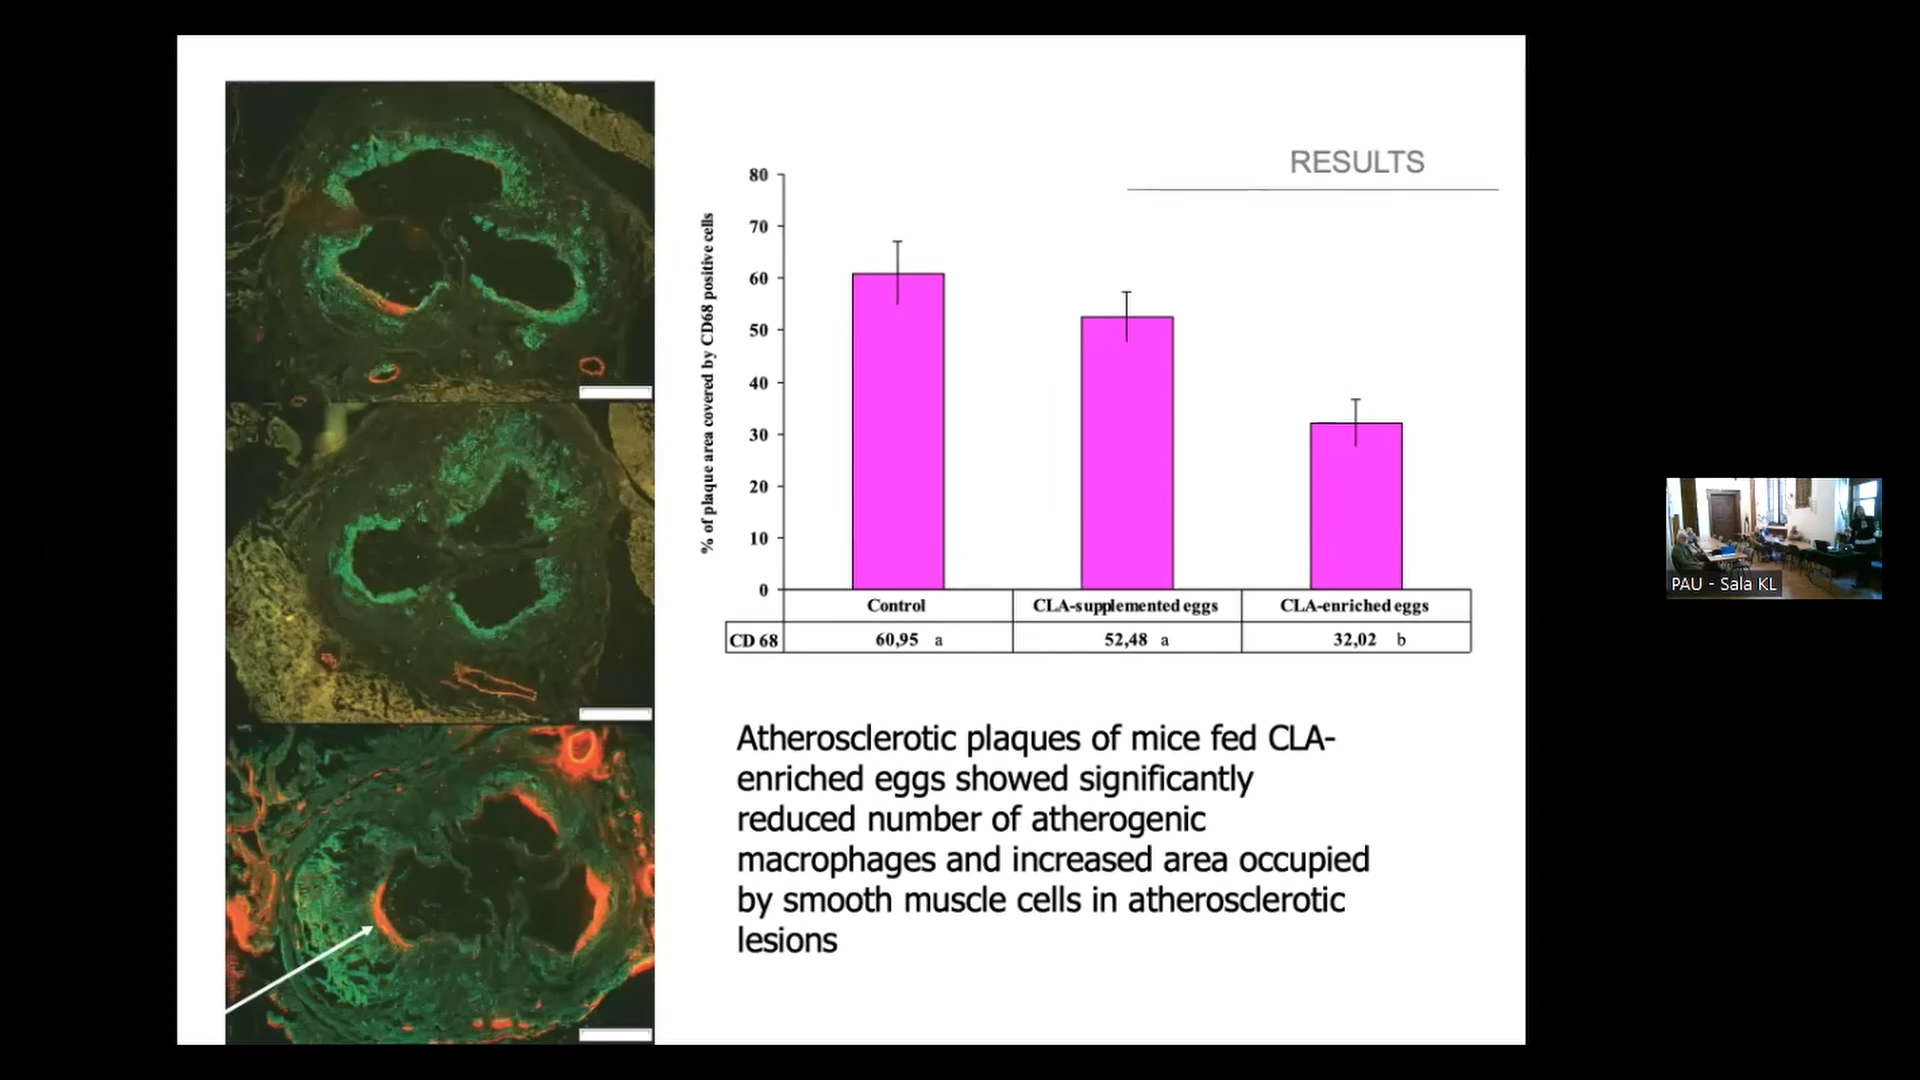 RESULTS
% of plaque area covered by CD68 positive cells
80
70
60
50
40
30
20
10
0
Control CLA-supplemented eggs CLA-enriched eggs
CD 68 60,95 a 52,48 a 32,02 b
Atherosclerotic plaques of mice fed CLA-
enriched eggs showed significantly
reduced number of atherogenic
macrophages and increased area occupied
by smooth muscle cells in atherosclerotic
lesions
PAU - Sala KL